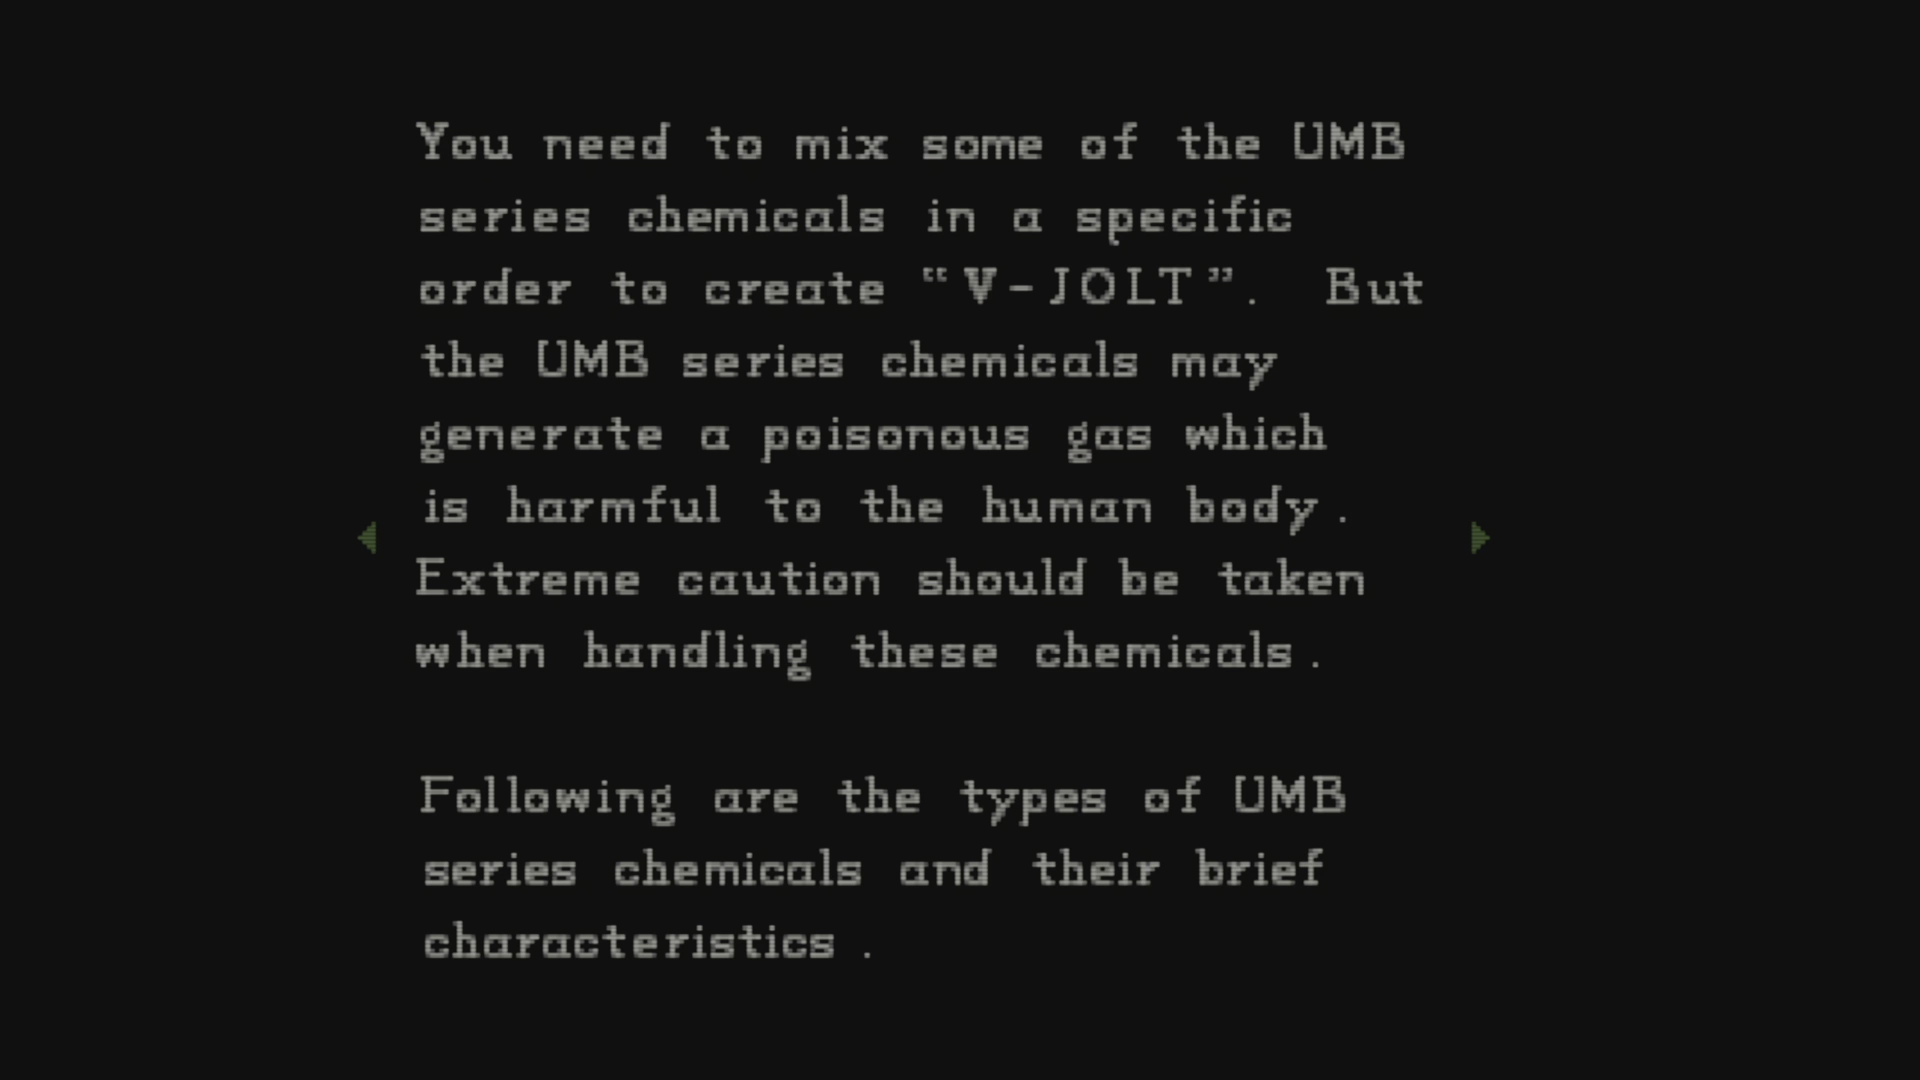 You need to mix some of the UMB
series chemicals in a specific
order to create “V-JOLT”. But
the UMB series chemicals may
generate a poisonous gas which
is harmful to the human body.
Extreme caution should be taken
when handling these chemicals.
Following are the types of UMB
series chemicals and their brief
characteristics.